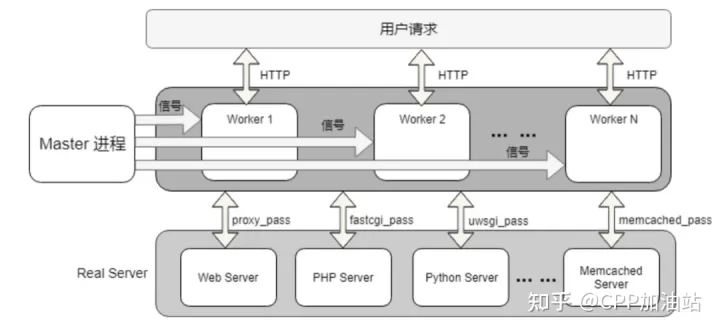 用户请求
HTTP
HTTP
HTTP
信号
Worker 1
Worker 2
Worker N
信号
... ...
Master 进程
信号
proxy_pass
fastcgi_pass
uwsgi_pass
memcached_pass
Real Server
Web Server
PHP Server
Python Server
... ...
Memcached
Server
知乎 @CPP加油站